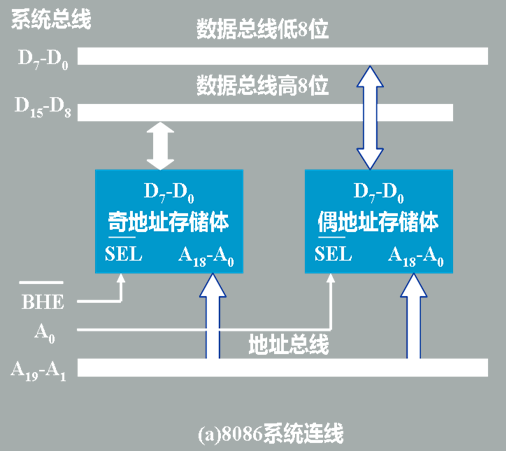 系统总线
数据总线低8位
D₇-D₀
数据总线高8位
D₁₅-D₈
D₇-D₀ D₇-D₀
奇地址存储体 偶地址存储体
S̅E̅L̅ A₁₈-A₀ S̅E̅L̅ A₁₈-A₀
B̅H̅E̅
A₀
地址总线
A₁₉-A₁
(a)8086系统连线